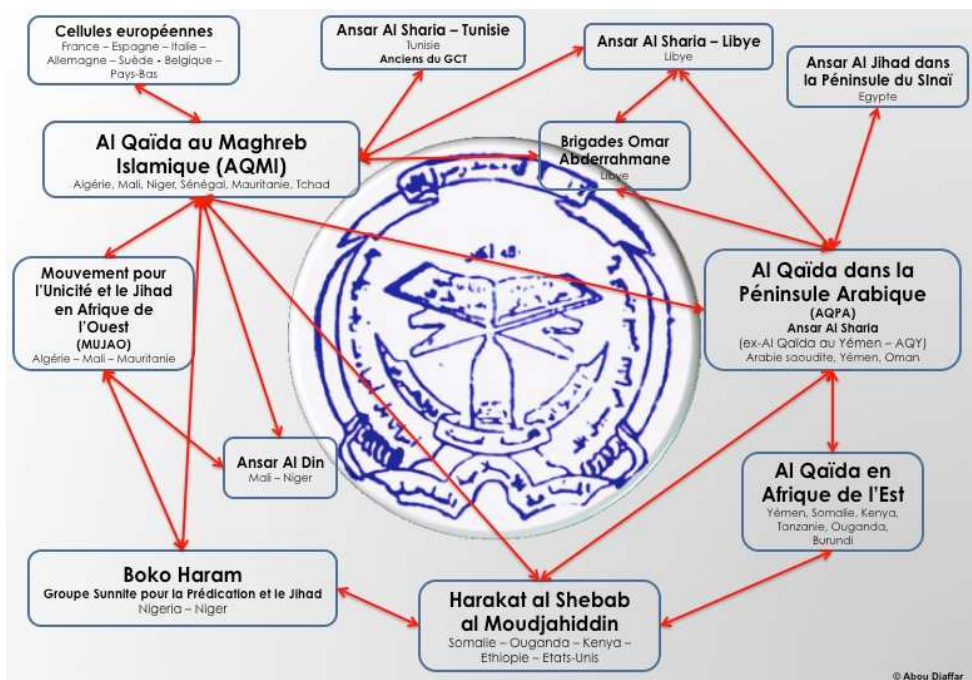 Cellules européennes
France – Espagne – Italie –
Allemagne – Suède - Belgique –
Pays-Bas
Ansar Al Sharia – Tunisie
Tunisie
Anciens du GCT
Ansar Al Sharia – Libye
Libye
Ansar Al Jihad dans
la Péninsule du SInaï
Egypte
Al Qaïda au Maghreb
Islamique (AQMI)
Algérie, Mali, Niger, Sénégal, Mauritanie, Tchad
Brigades Omar
Abderrahmane
Libye
Mouvement pour
l'Unicité et le Jihad
en Afrique de
l'Ouest
(MUJAO)
Algérie – Mali – Mauritanie
Al Qaïda dans la
Péninsule Arabique
(AQPA)
Ansar Al Sharia
(ex-Al Qaïda au Yémen – AQY)
Arabie saoudite, Yémen, Oman
Ansar Al Din
Mali – Niger
Al Qaïda en
Afrique de l'Est
Yémen, Somalie, Kenya,
Tanzanie, Ouganda,
Burundi
Boko Haram
Groupe Sunnite pour la Prédication et le Jihad
Nigeria – Niger
Harakat al Shebab
al Moudjahiddin
Somalie – Ouganda – Kenya –
Ethiopie – Etats-Unis
© Abou Djaffar